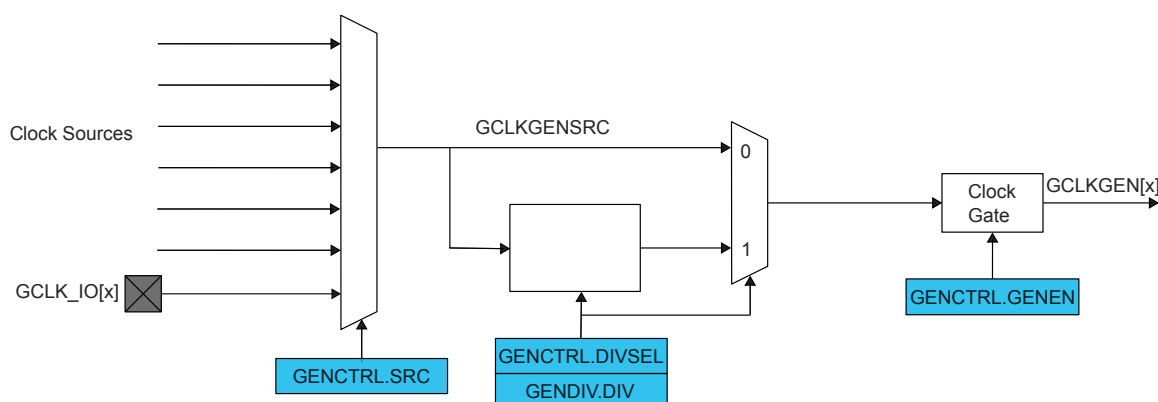 Clock Sources
GCLK_IO[x]
GENCTRL.SRC
GCLKGENSRC
0
1
GENCTRL.DIVSEL
GENDIV.DIV
Clock
Gate
GCLKGEN[x]
GENCTRL.GENEN